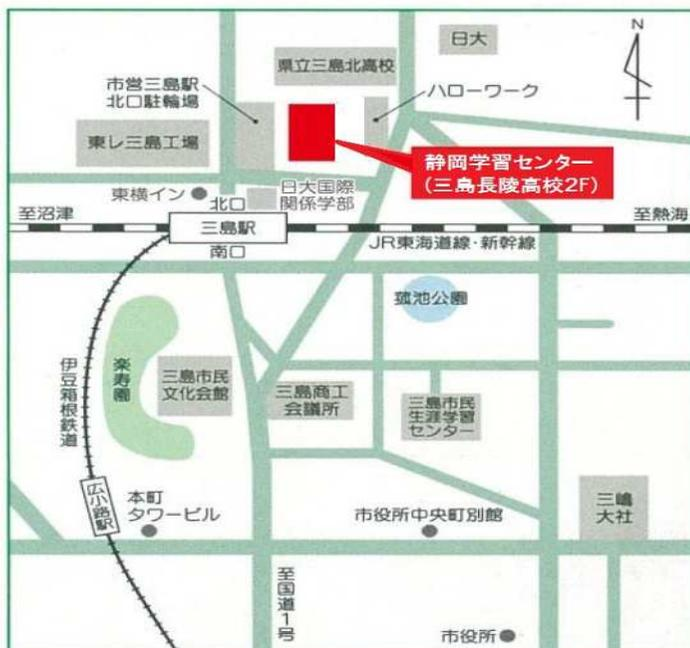 N
日大
県立三島北高校
市営三島駅
北口駐輪場
ハローワーク
東レ三島工場
静岡学習センター
(三島長陵高校2F)
東横イン
日大国際
関係学部
北口
至沼津
三島駅
至熱海
南口
JR東海道線・新幹線
菰池公園
伊豆箱根鉄道
楽寿園
三島市民
文化会館
三島商工
会議所
三島市民
生涯学習
センター
広小路駅
本町
タワービル
市役所中央町別館
三嶋
大社
至国道1号
市役所